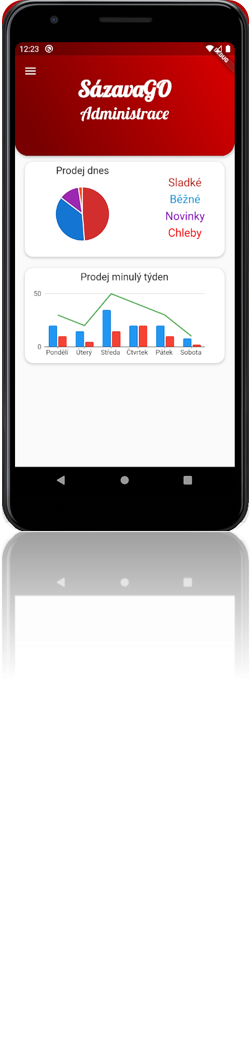 12:23
DEBUG
SázavaGO
Administrace
Prodej dnes
Sladké
Běžné
Novinky
Chleby
Prodej minulý týden
50
0
Pondělí Úterý Středa Čtvrtek Pátek Sobota